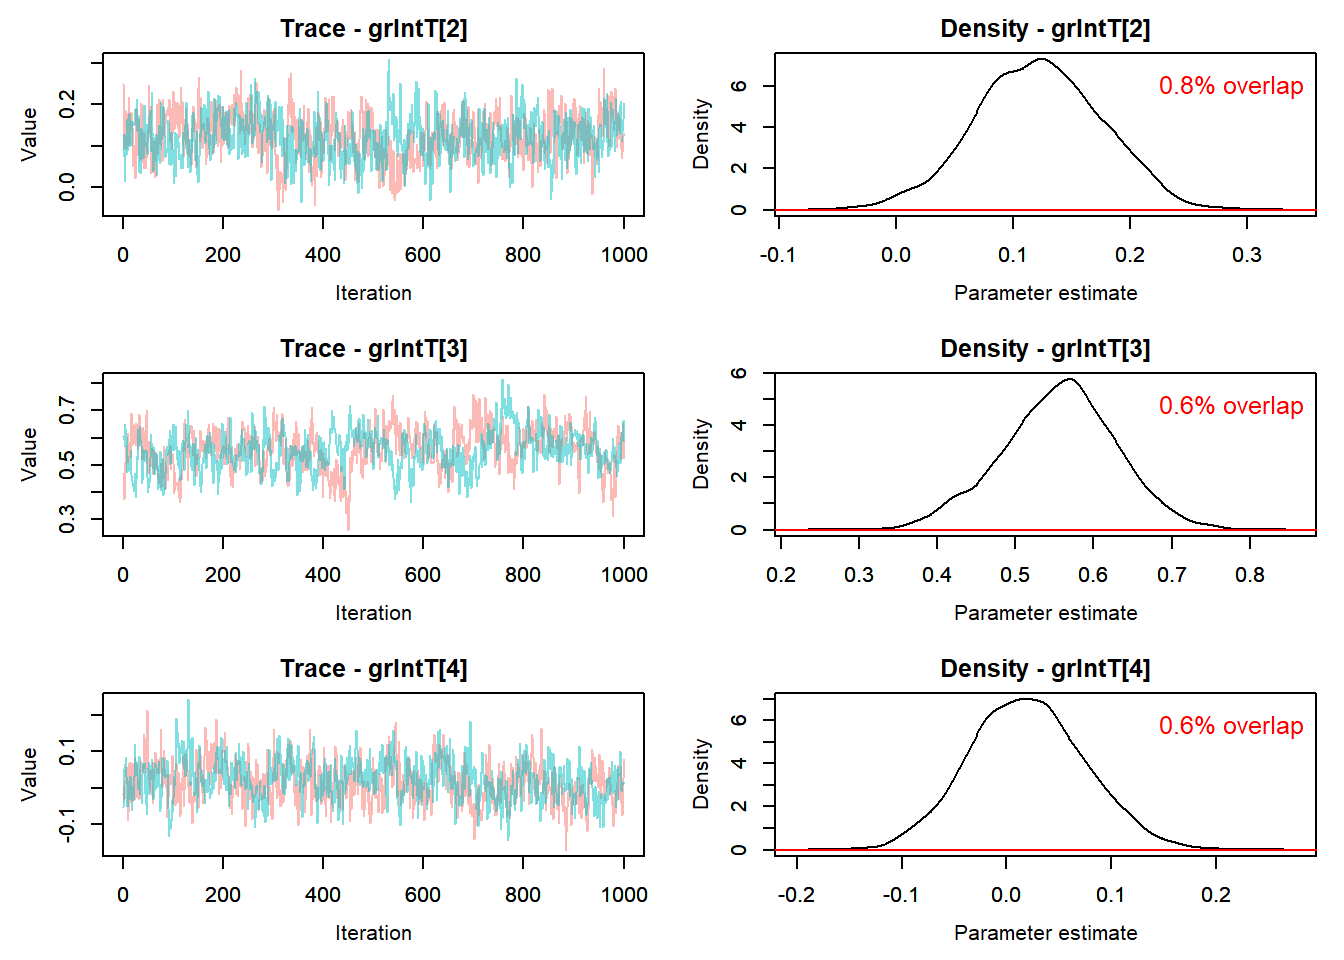 Trace - grIntT[2]
Value
0.0
0.2
0 200 400 600 800 1000
Iteration
Density - grIntT[2]
0.8% overlap
Density
0 2 4 6
-0.1 0.0 0.1 0.2 0.3
Parameter estimate
Trace - grIntT[3]
Value
0.3 0.5 0.7
0 200 400 600 800 1000
Iteration
Density - grIntT[3]
0.6% overlap
Density
0 2 4 6
0.2 0.3 0.4 0.5 0.6 0.7 0.8
Parameter estimate
Trace - grIntT[4]
Value
-0.1 0.1
0 200 400 600 800 1000
Iteration
Density - grIntT[4]
0.6% overlap
Density
0 2 4 6
-0.2 -0.1 0.0 0.1 0.2
Parameter estimate